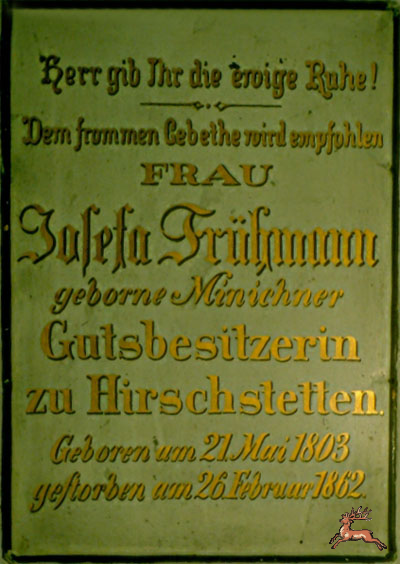 Herr gib Ihr die ewige Ruhe!
Dem frommen Gebethe wird empfohlen
FRAU
Josefa Frühmann
geborne Minichner
Gutsbesitzerin
zu Hirschstetten.
Geboren am 21. Mai 1803
gestorben am 26. Februar 1862.